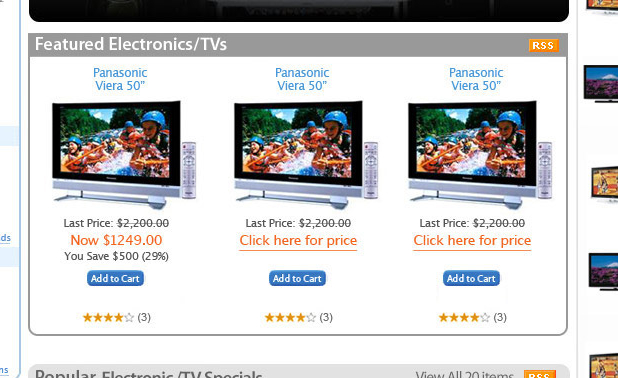 Featured Electronics/TVs RSS
Panasonic
Viera 50”
Last Price: $2,200.00
Now $1249.00
You Save $500 (29%)
Add to Cart
(3)
Panasonic
Viera 50”
Last Price: $2,200.00
Click here for price
Add to Cart
(3)
Panasonic
Viera 50”
Last Price: $2,200.00
Click here for price
Add to Cart
(3)
Popular Electronic/TV Specials View All 20 items RSS
ds
ns